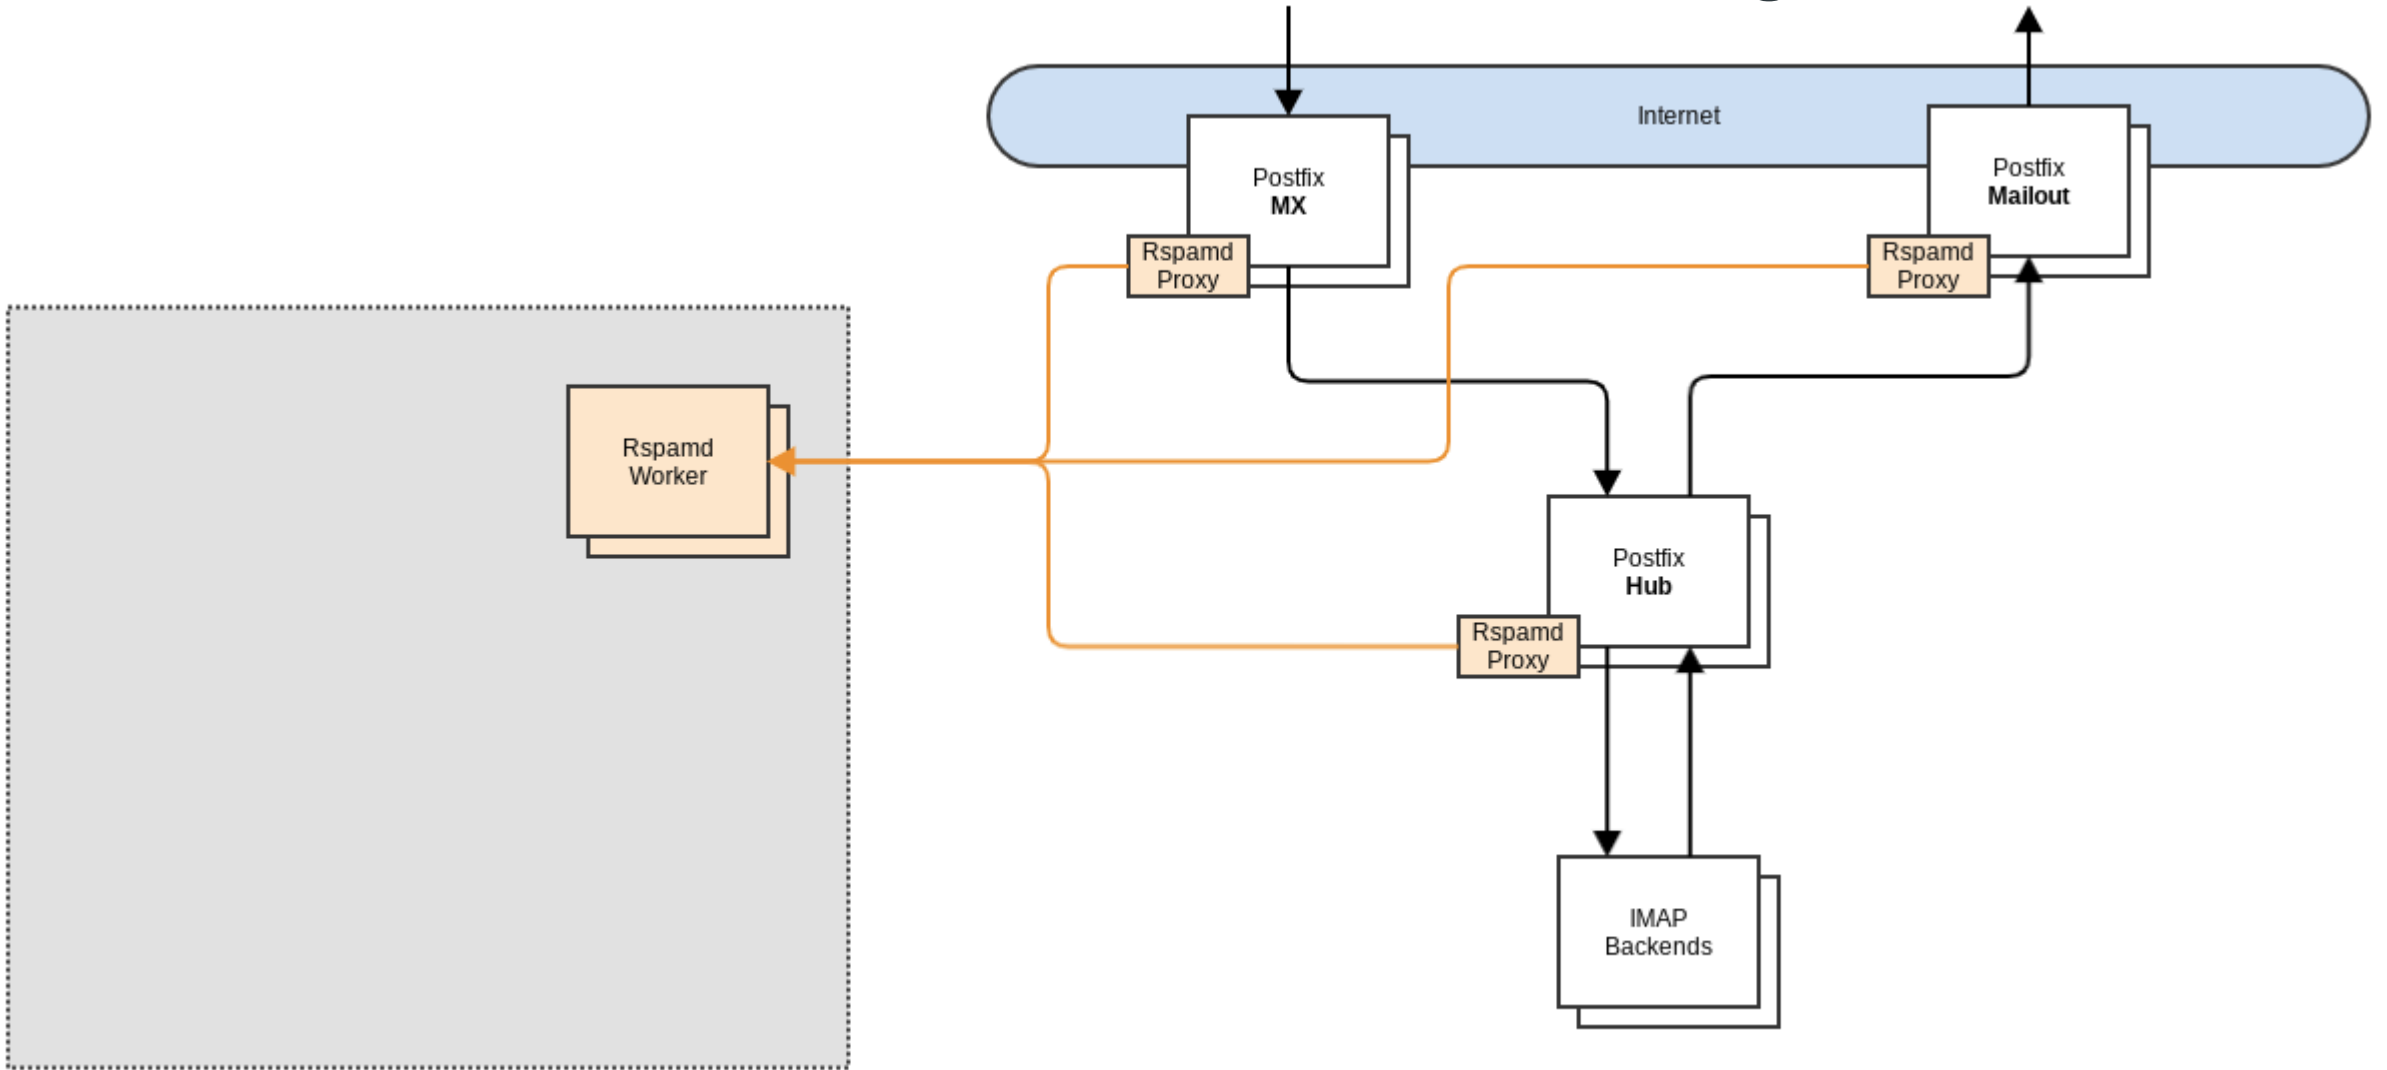 Internet
Postfix
MX
Postfix
Mailout
Rspamd
Proxy
Rspamd
Proxy
Rspamd
Worker
Postfix
Hub
Rspamd
Proxy
IMAP
Backends